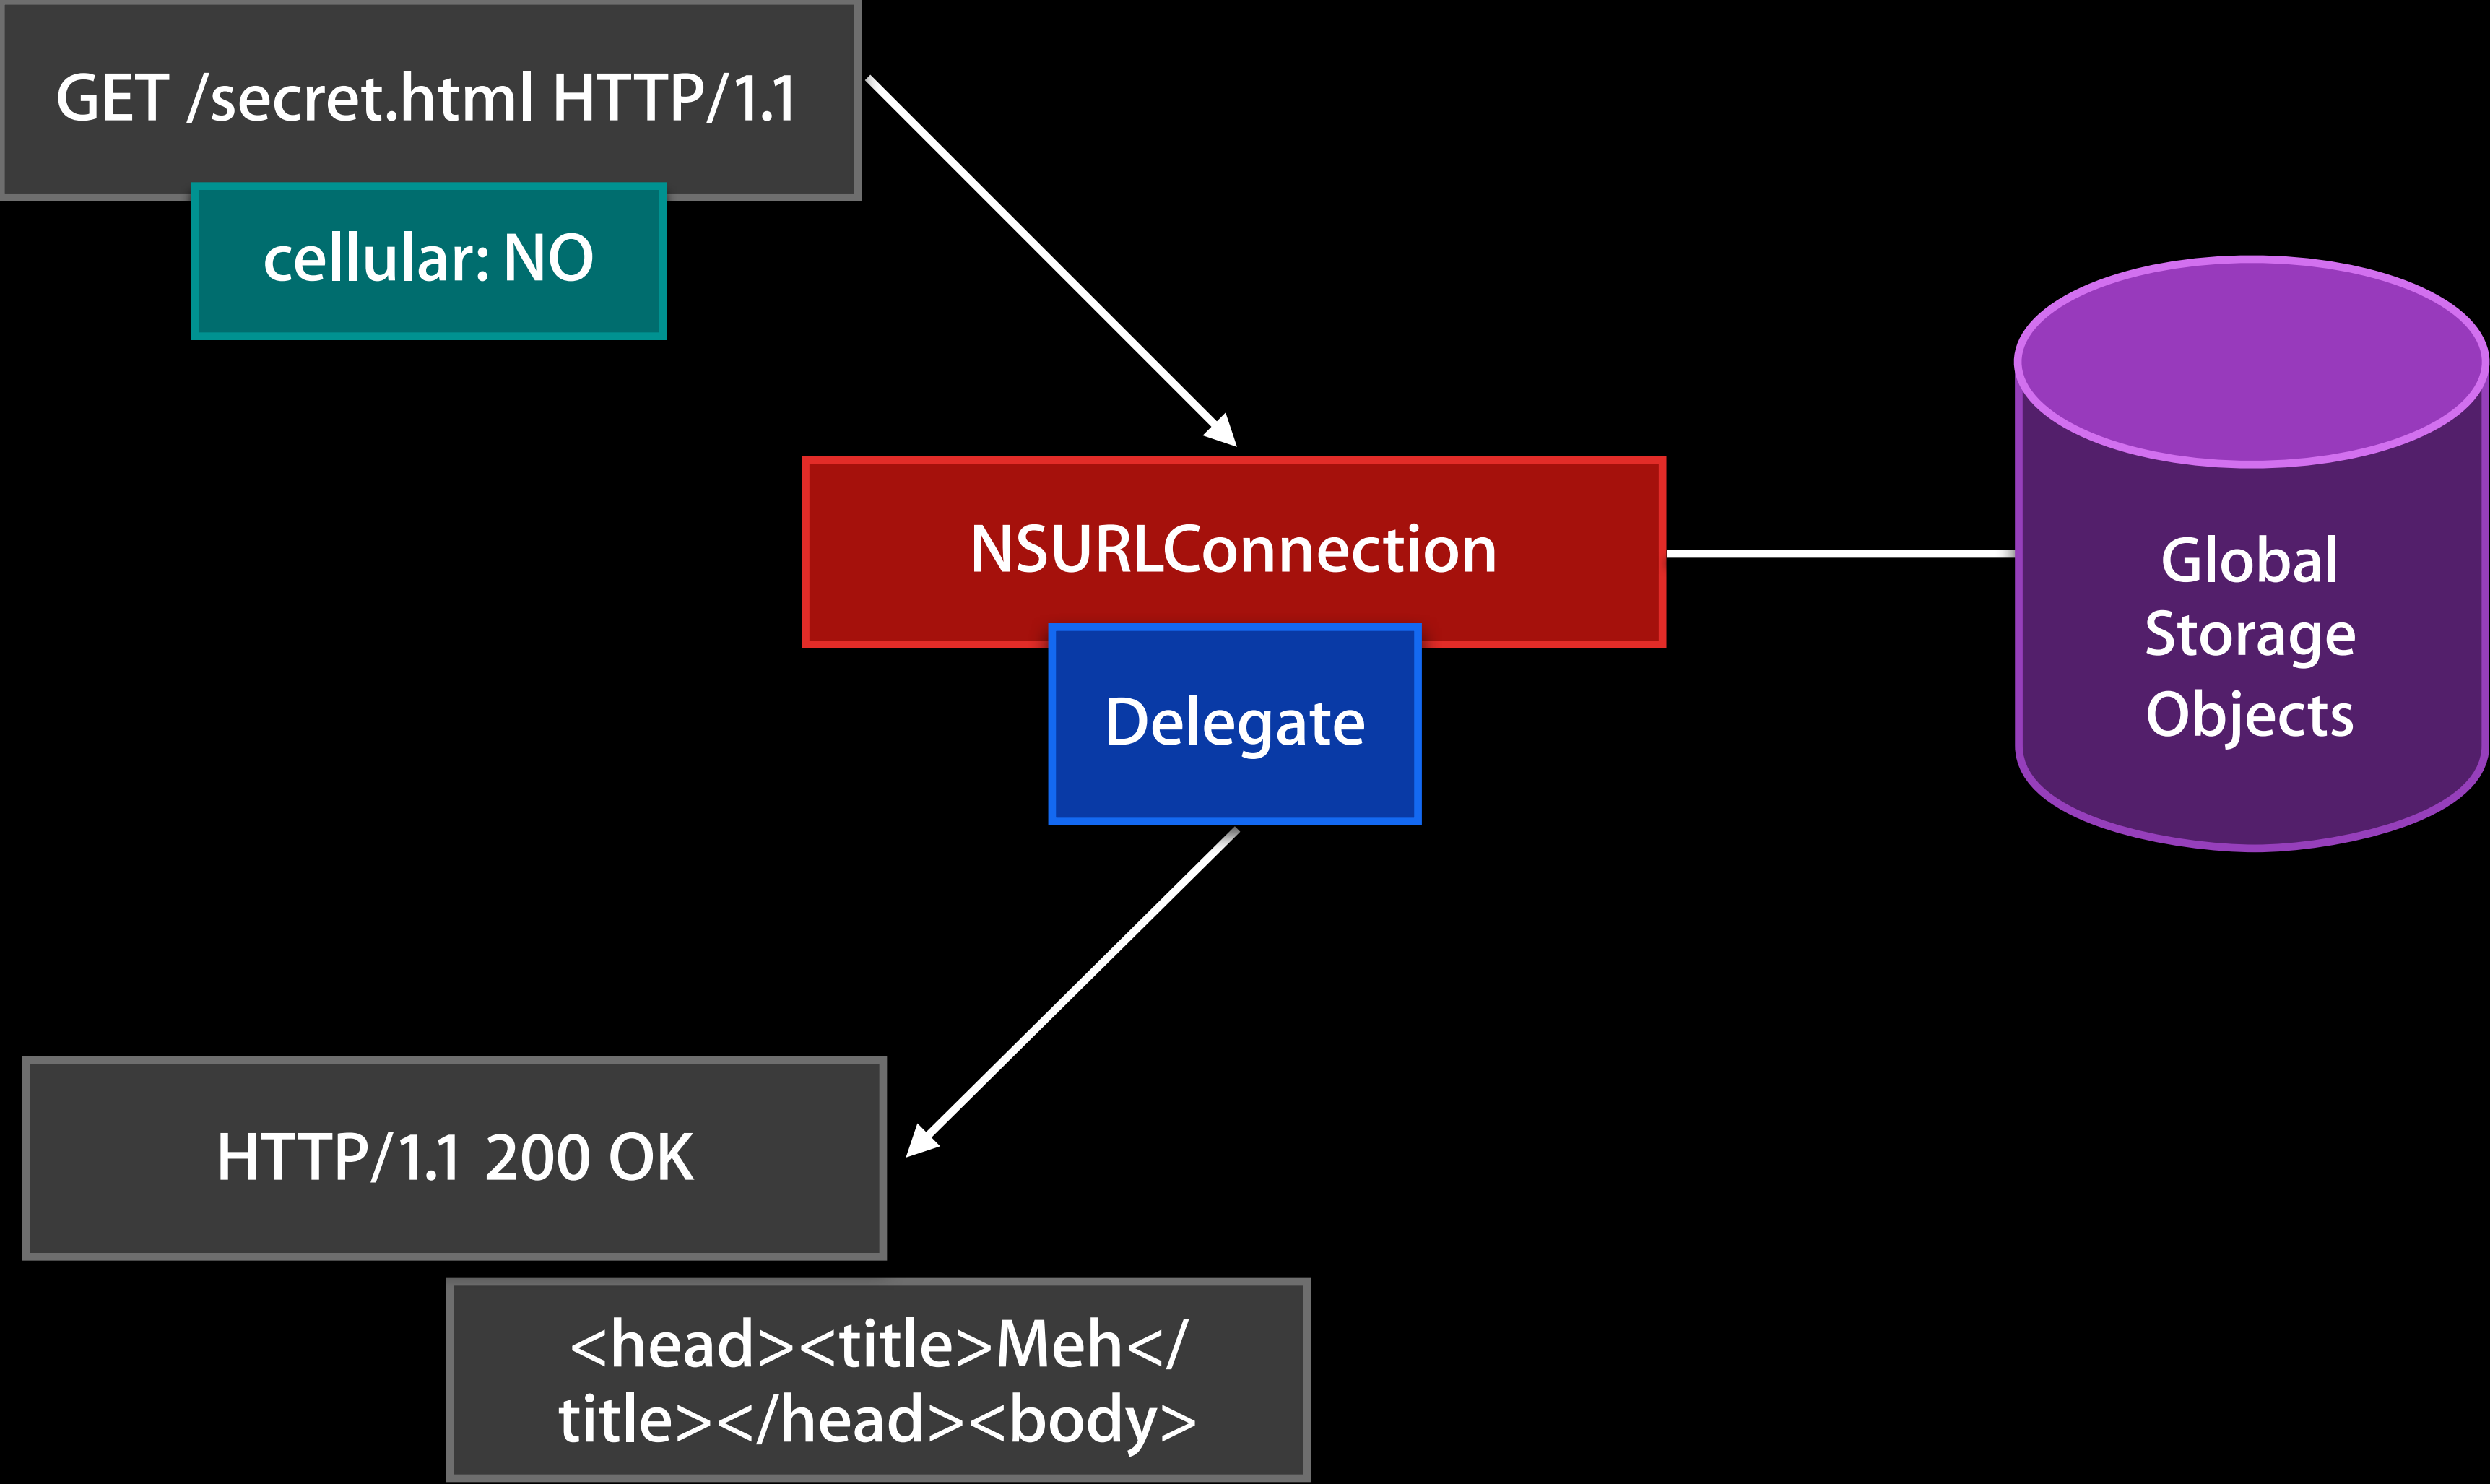 GET /secret.html HTTP/1.1
cellular: NO
NSURLConnection
Delegate
Global
Storage
Objects
HTTP/1.1 200 OK
<head><title>Meh</
title></head><body>